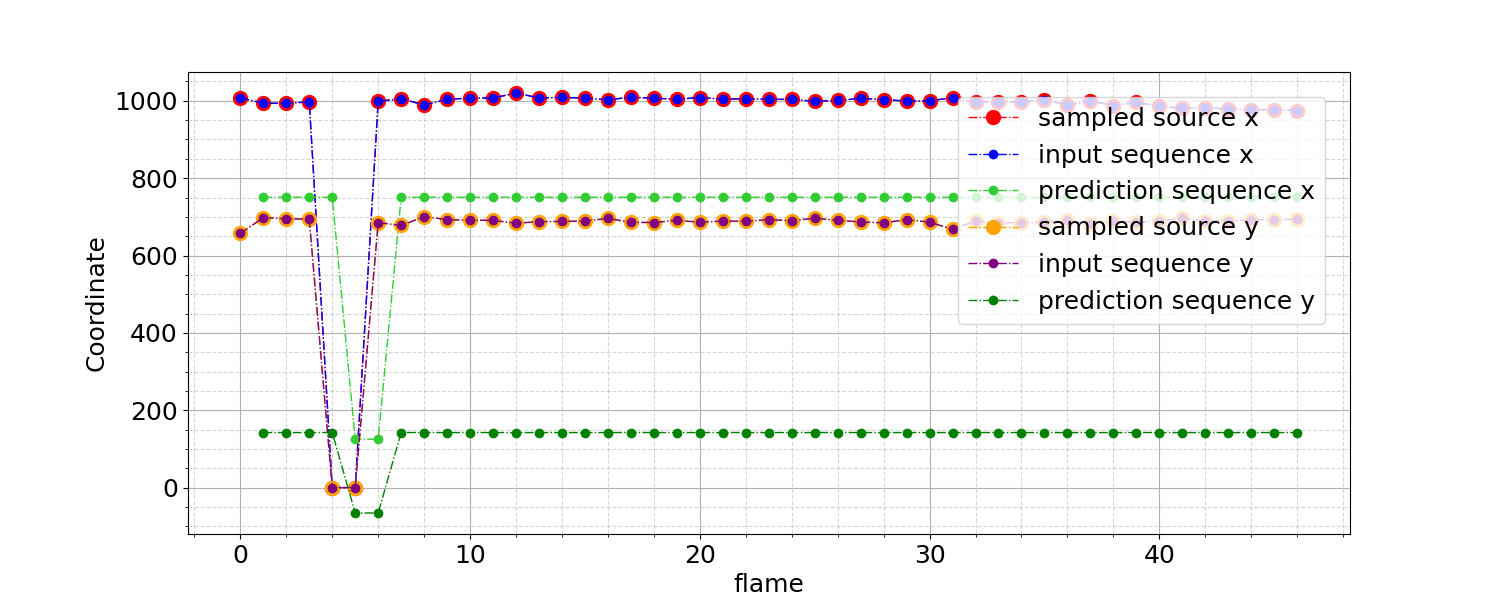 1000
800
600
400
200
0
Coordinate
sampled source x
input sequence x
prediction sequence x
sampled source y
input sequence y
prediction sequence y
0 10 20 30 40
flame